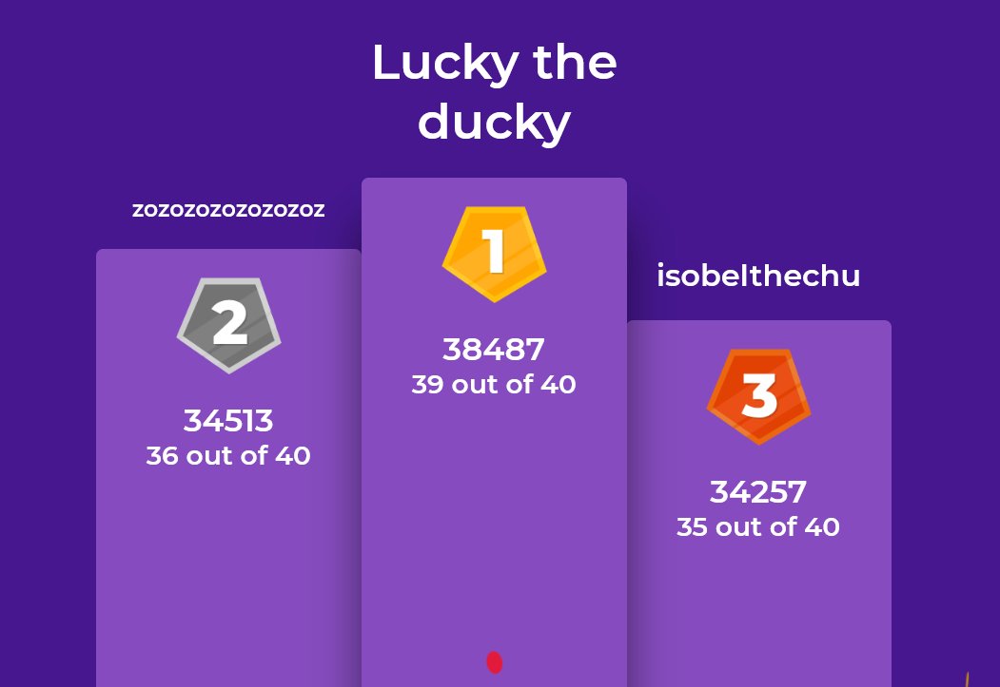 Lucky the
ducky
zozozozozozozoz
2
34513
36 out of 40
1
38487
39 out of 40
isobelthechu
3
34257
35 out of 40